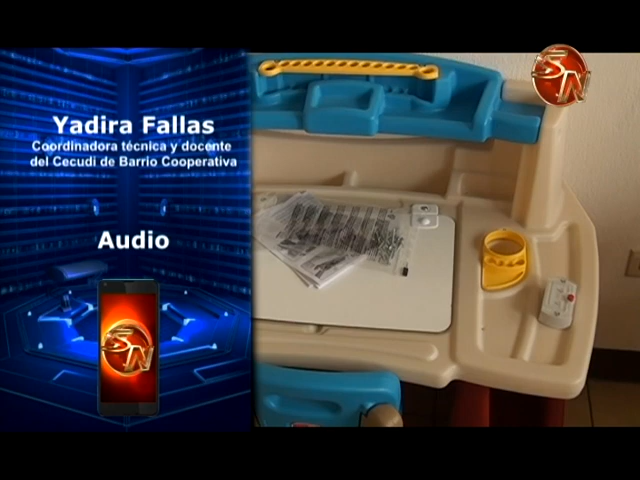 SN
Yadira Fallas
Coordinadora técnica y docente
del Cecudi de Barrio Cooperativa
Audio
SN